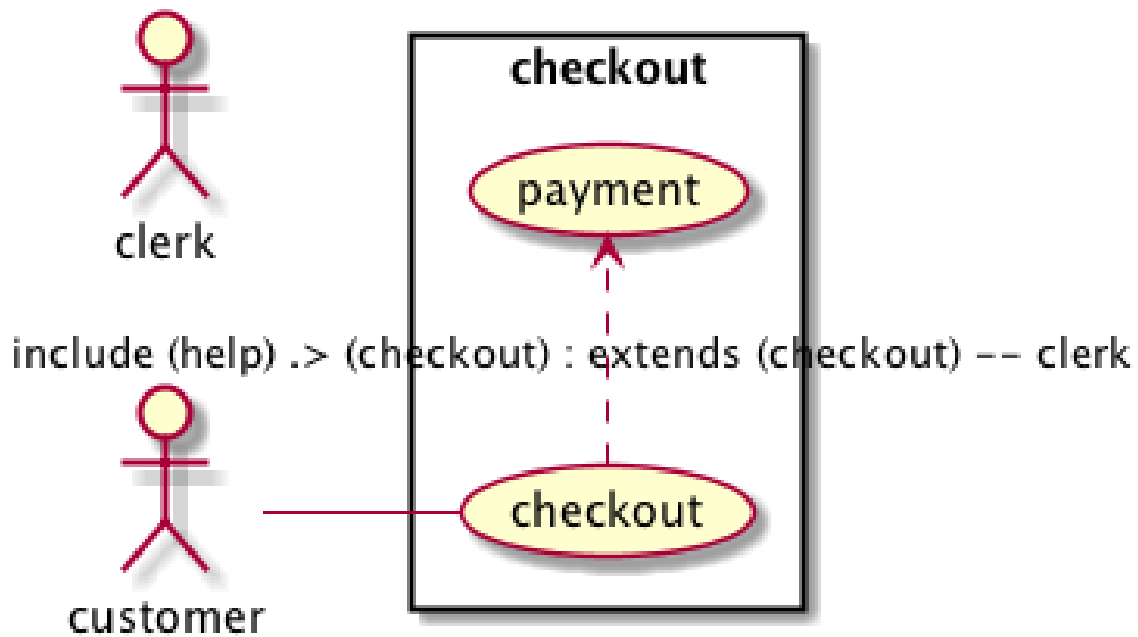 checkout
payment
clerk
include (help) .> (checkout) : extends (checkout) -- clerk
checkout
customer